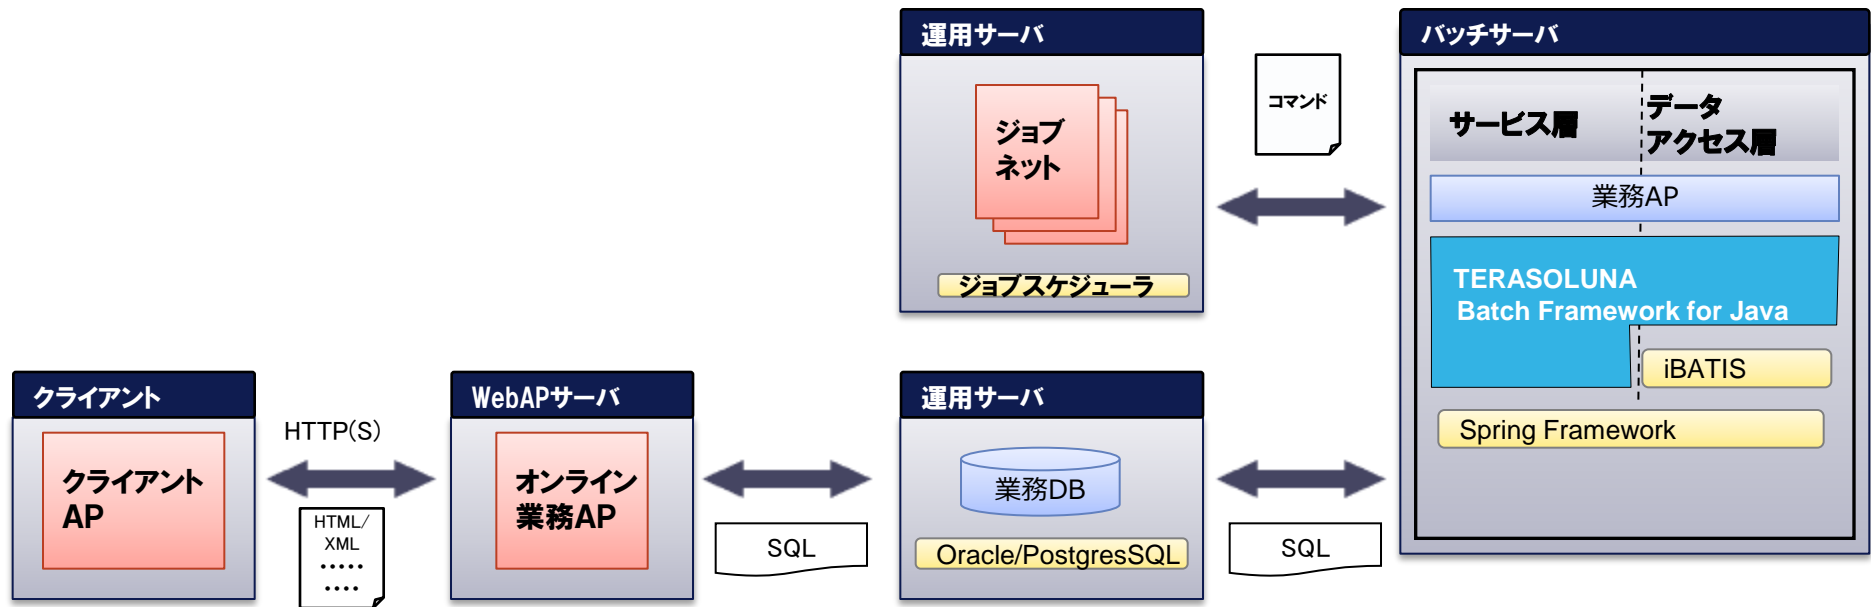 運用サーバ
ジョブ
ネット
ジョブスケジューラ
コマンド
バッチサーバ
サービス層
データ
アクセス層
業務AP
TERASOLUNA
Batch Framework for Java
iBATIS
Spring Framework
クライアント
クライアント
AP
HTTP(S)
HTML/
XML
•••••
••••
WebAPサーバ
オンライン
業務AP
SQL
運用サーバ
業務DB
Oracle/PostgresSQL
SQL